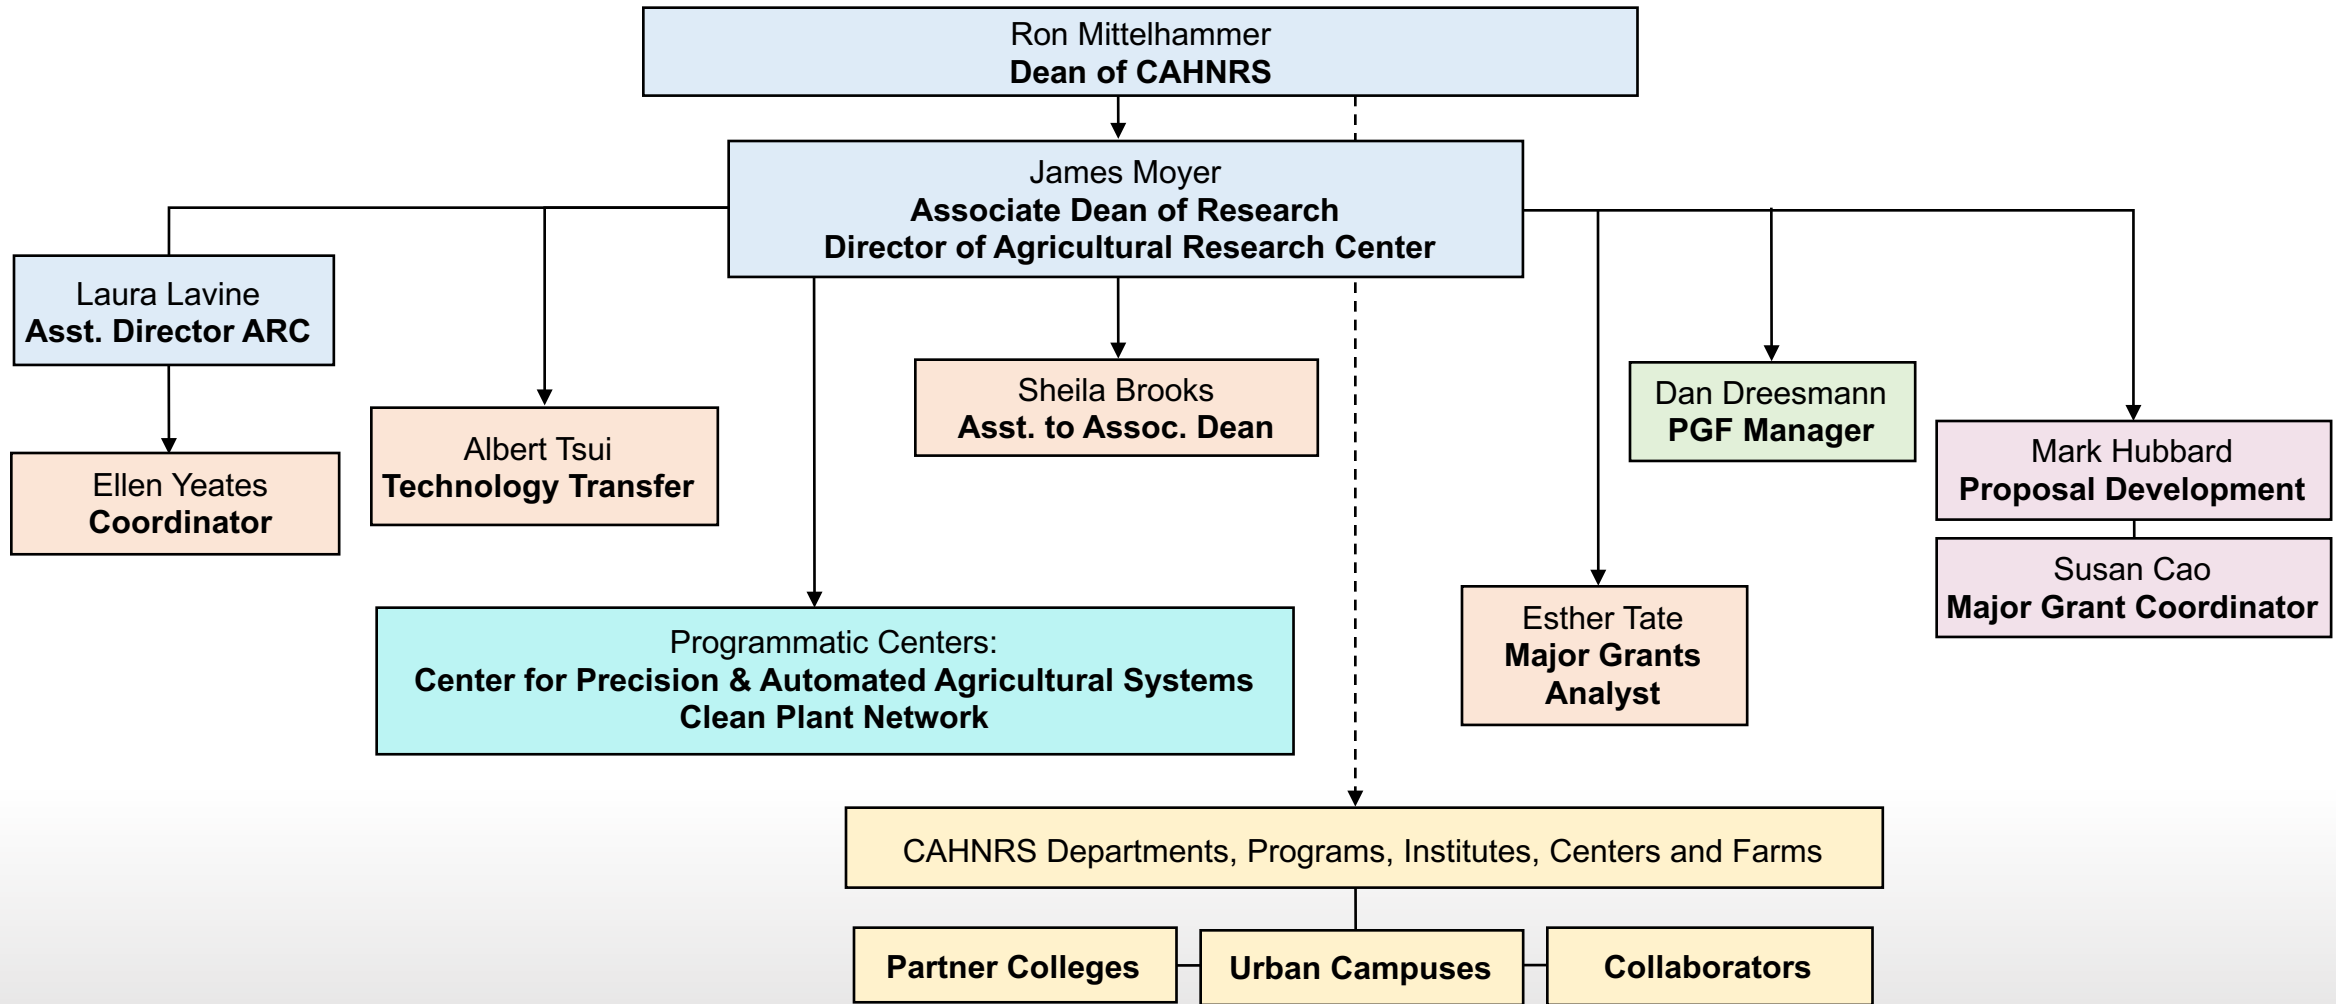 Ron Mittelhammer
Dean of CAHNRS
James Moyer
Associate Dean of Research
Director of Agricultural Research Center
Laura Lavine
Asst. Director ARC
Ellen Yeates
Coordinator
Albert Tsui
Technology Transfer
Sheila Brooks
Asst. to Assoc. Dean
Dan Dreesmann
PGF Manager
Mark Hubbard
Proposal Development
Susan Cao
Major Grant Coordinator
Esther Tate
Major Grants
Analyst
Programmatic Centers:
Center for Precision & Automated Agricultural Systems
Clean Plant Network
CAHNRS Departments, Programs, Institutes, Centers and Farms
Partner Colleges
Urban Campuses
Collaborators